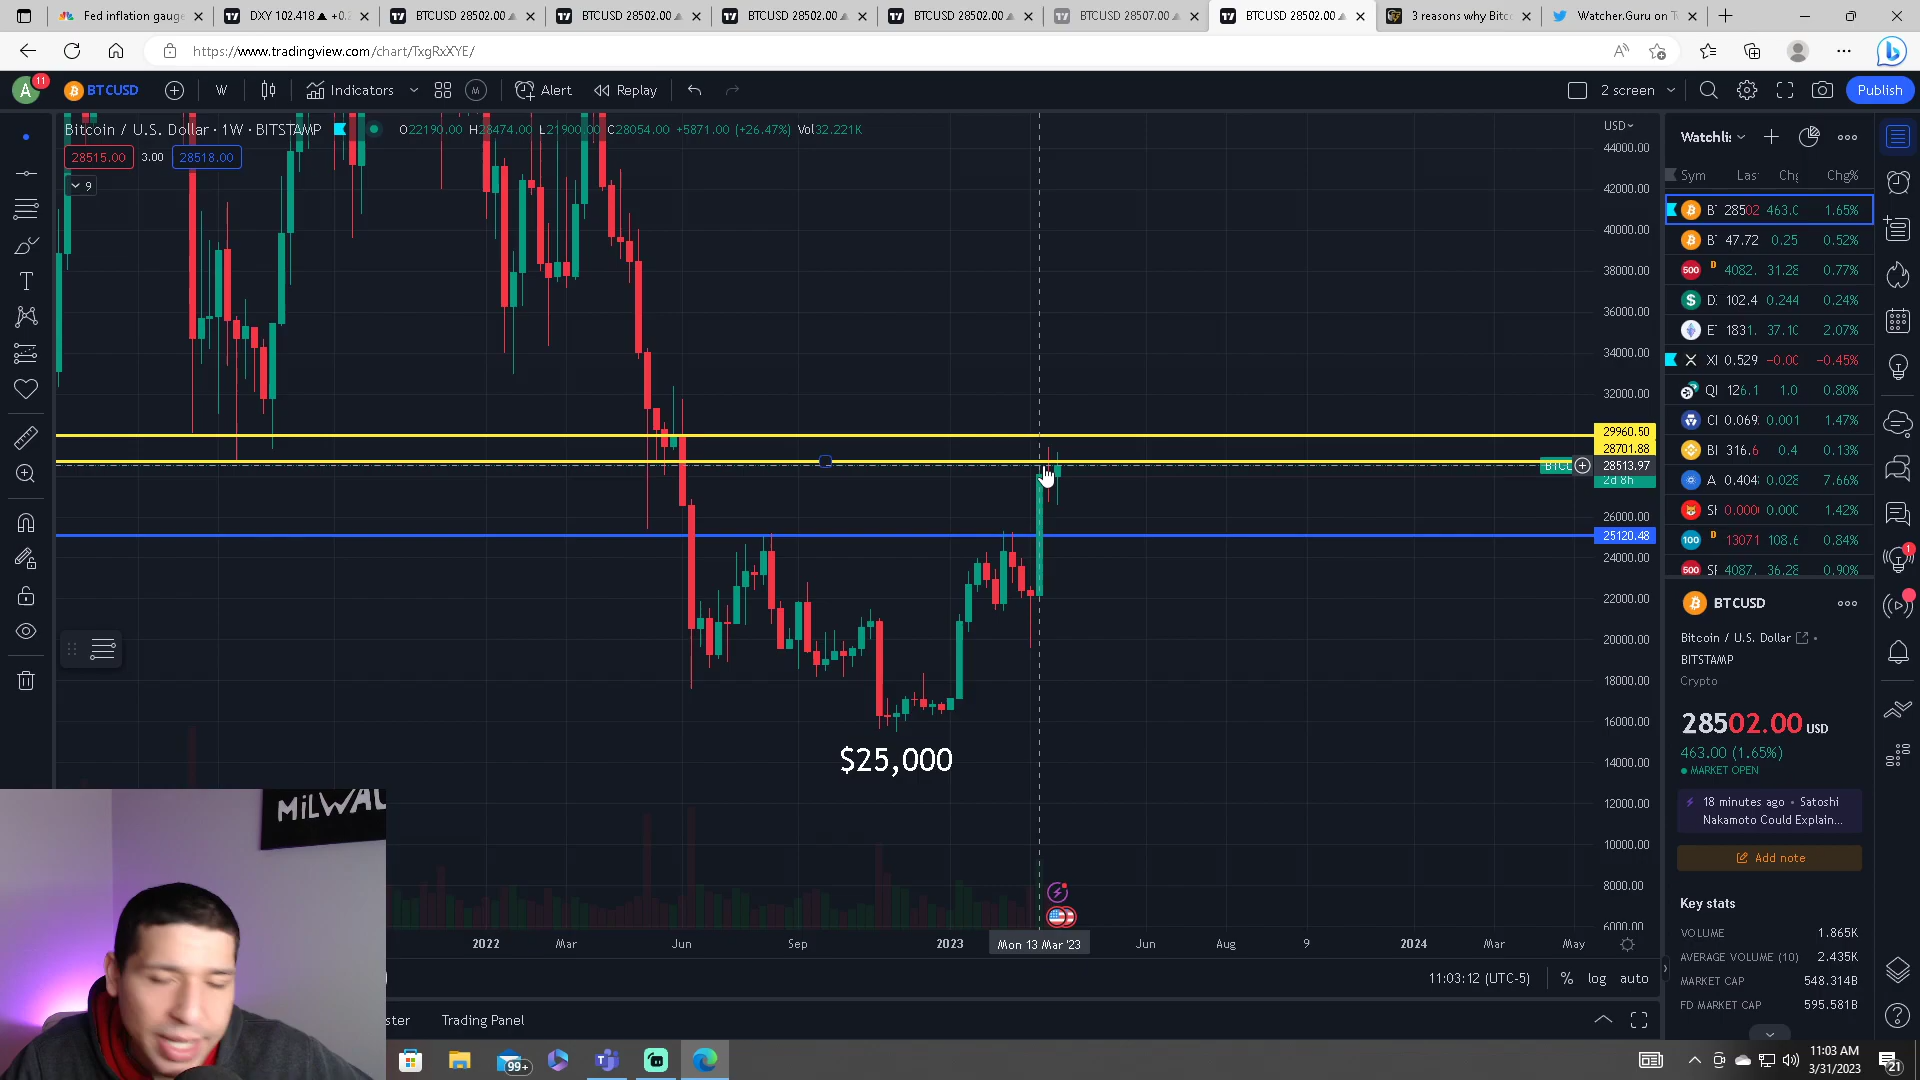 Fed inflation gauge
DXY 102.418 ▲ +0.
BTCUSD 28502.00
BTCUSD 28502.00
BTCUSD 28502.00
BTCUSD 28502.00
BTCUSD 28507.00
BTCUSD 28502.00
3 reasons why Bitc
Watcher.Guru on T
https://www.tradingview.com/chart/TxgRxXYE/
A 11
BTCUSD
W
Indicators
Alert
Replay
2 screen
Publish
Bitcoin / U.S. Dollar · 1W · BITSTAMP
O22190.00 H28474.00 L21900.00 C28054.00 +5871.00 (+26.47%) Vol32.221K
28515.00 3.00 28518.00
9
USD
44000.00
42000.00
40000.00
38000.00
36000.00
34000.00
32000.00
29960.50
28701.88
28513.97
2d 8h
26000.00
25120.48
24000.00
22000.00
20000.00
18000.00
16000.00
14000.00
12000.00
10000.00
8000.00
6000.00
$25,000
2022 Mar Jun Sep 2023 Mon 13 Mar '23 Jun Aug 9 2024 Mar May
11:03:12 (UTC-5) % log auto
ster Trading Panel
Watchli
Sym Las Chg Chg%
B 28502 463.0 1.65%
B 47.72 0.25 0.52%
500 D 4082. 31.28 0.77%
D 102.4 0.244 0.24%
E 1831. 37.10 2.07%
XI 0.529 −0.00 −0.45%
QI 126.1 1.0 0.80%
CI 0.069 0.001 1.47%
BI 316.6 0.4 0.13%
A 0.404 0.028 7.66%
SI 0.000 0.000 1.42%
100 D 13071 108.6 0.84%
500 SI 4087. 36.28 0.90%
BTCUSD
Bitcoin / U.S. Dollar
BITSTAMP
Crypto
28502.00 USD
463.00 (1.65%)
MARKET OPEN
18 minutes ago • Satoshi
Nakamoto Could Explain...
Add note
Key stats
VOLUME 1.865K
AVERAGE VOLUME (10) 2.435K
MARKET CAP 548.314B
FD MARKET CAP 595.581B
99+
11:03 AM
3/31/2023
21